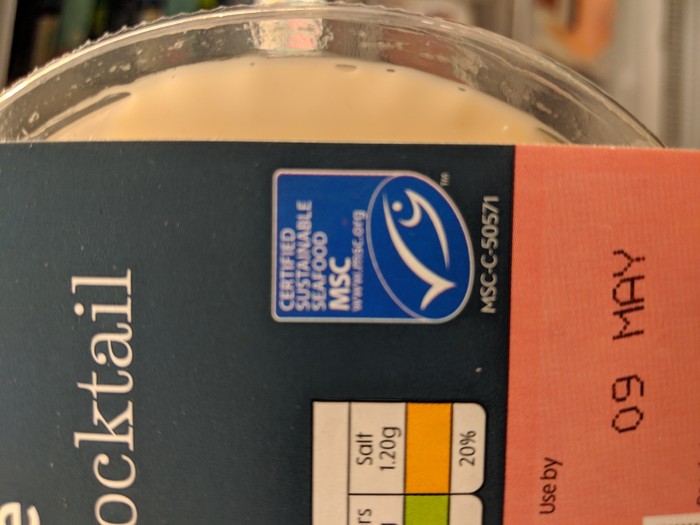 ocktail
CERTIFIED
SUSTAINABLE
SEAFOOD
MSC
www.msc.org
™
MSC-C-50571
rs
Salt
1.20g
20%
Use by
09 MAY